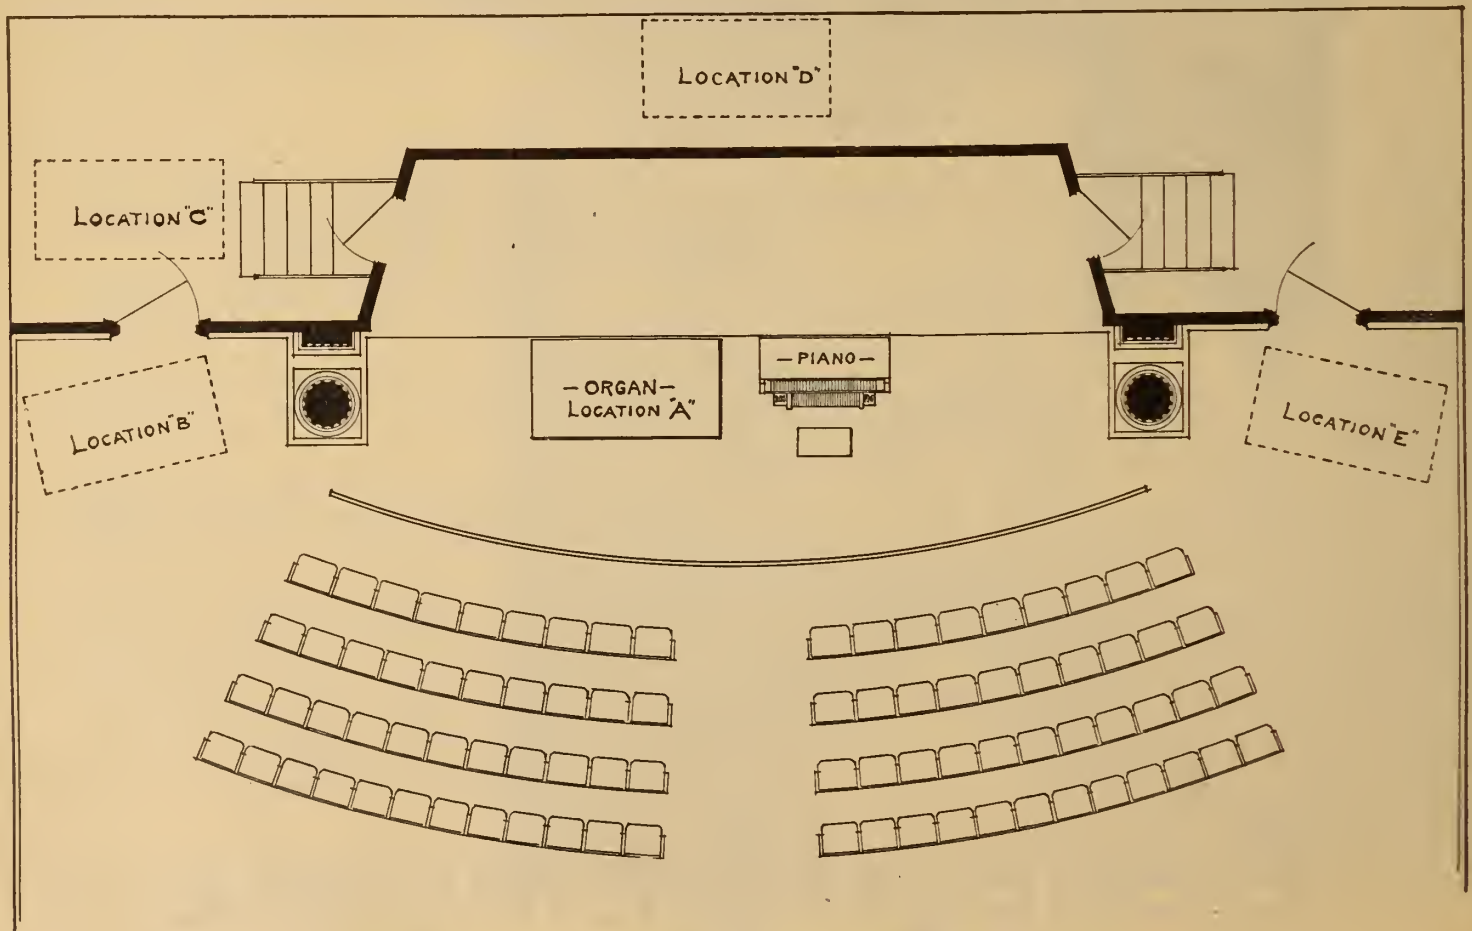 LOCATION "D"
LOCATION "C"
– PIANO –
– ORGAN –
LOCATION "A"
LOCATION "B"
LOCATION "E"